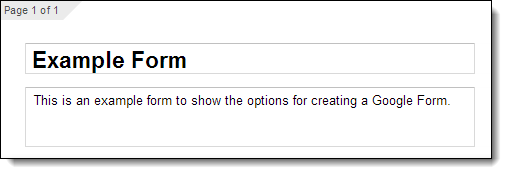 Page 1 of 1
Example Form
This is an example form to show the options for creating a Google Form.